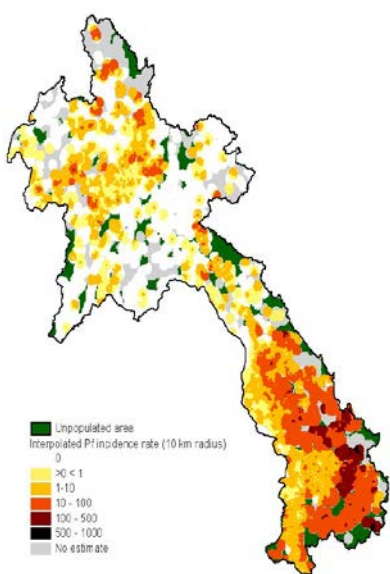 Unpopulated area
Interpolated Pf incidence rate (10 km radius)
0
>0 < 1
1-10
10 - 100
100 - 500
500 - 1000
No estimate